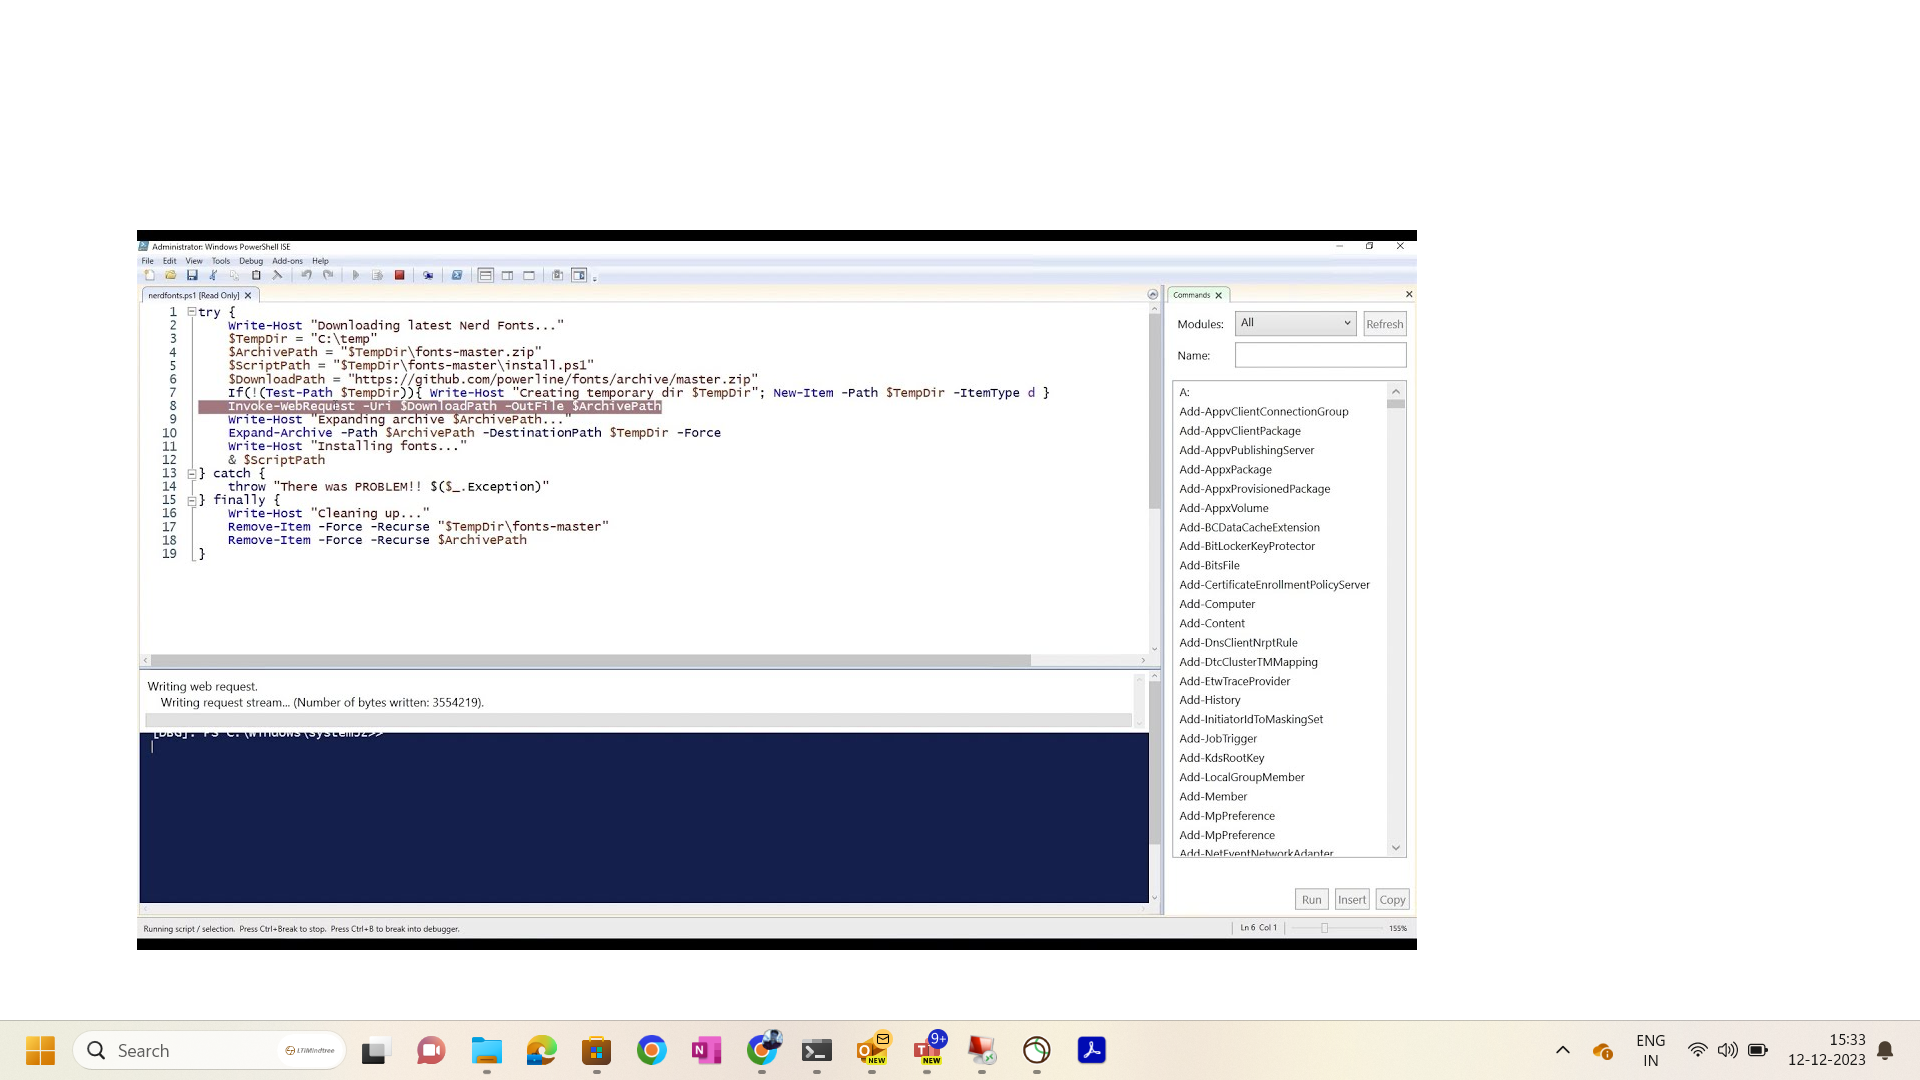 Administrator: Windows PowerShell ISE
File Edit View Tools Debug Add-ons Help
nerdfonts.ps1 [Read Only]
1 try {
2 Write-Host "Downloading latest Nerd Fonts..."
3 $TempDir = "C:\temp"
4 $ArchivePath = "$TempDir\fonts-master.zip"
5 $ScriptPath = "$TempDir\fonts-master\install.ps1"
6 $DownloadPath = "https://github.com/powerline/fonts/archive/master.zip"
7 If(!(Test-Path $TempDir)){ Write-Host "Creating temporary dir $TempDir"; New-Item -Path $TempDir -ItemType d }
8 Invoke-WebRequest -Uri $DownloadPath -OutFile $ArchivePath
9 Write-Host "Expanding archive $ArchivePath..."
10 Expand-Archive -Path $ArchivePath -DestinationPath $TempDir -Force
11 Write-Host "Installing fonts..."
12 & $ScriptPath
13 } catch {
14 throw "There was PROBLEM!! $($_.Exception)"
15 } finally {
16 Write-Host "Cleaning up..."
17 Remove-Item -Force -Recurse "$TempDir\fonts-master"
18 Remove-Item -Force -Recurse $ArchivePath
19 }
Writing web request.
Writing request stream... (Number of bytes written: 3554219).
[DBG]: PS C:\Windows\system32>>
Running script / selection. Press Ctrl+Break to stop. Press Ctrl+B to break into debugger.
Ln 6 Col 1
155%
Commands
Modules: All Refresh
Name:
A:
Add-AppvClientConnectionGroup
Add-AppvClientPackage
Add-AppvPublishingServer
Add-AppxPackage
Add-AppxProvisionedPackage
Add-AppxVolume
Add-BCDataCacheExtension
Add-BitLockerKeyProtector
Add-BitsFile
Add-CertificateEnrollmentPolicyServer
Add-Computer
Add-Content
Add-DnsClientNrptRule
Add-DtcClusterTMMapping
Add-EtwTraceProvider
Add-History
Add-InitiatorIdToMaskingSet
Add-JobTrigger
Add-KdsRootKey
Add-LocalGroupMember
Add-Member
Add-MpPreference
Add-MpPreference
Add-NetEventNetworkAdapter
Run Insert Copy
Search
LTIMindtree
NEW
9+
NEW
ENG
IN
15:33
12-12-2023